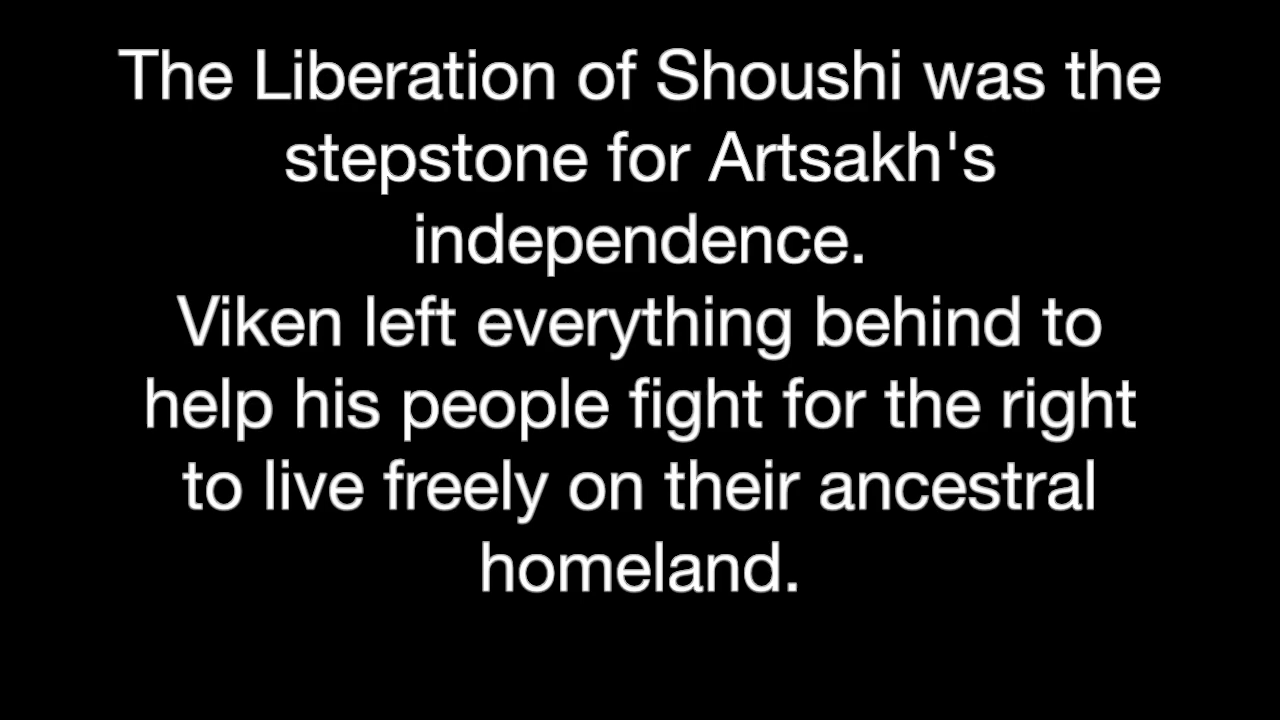 The Liberation of Shoushi was the
stepstone for Artsakh's
independence.
Viken left everything behind to
help his people fight for the right
to live freely on their ancestral
homeland.